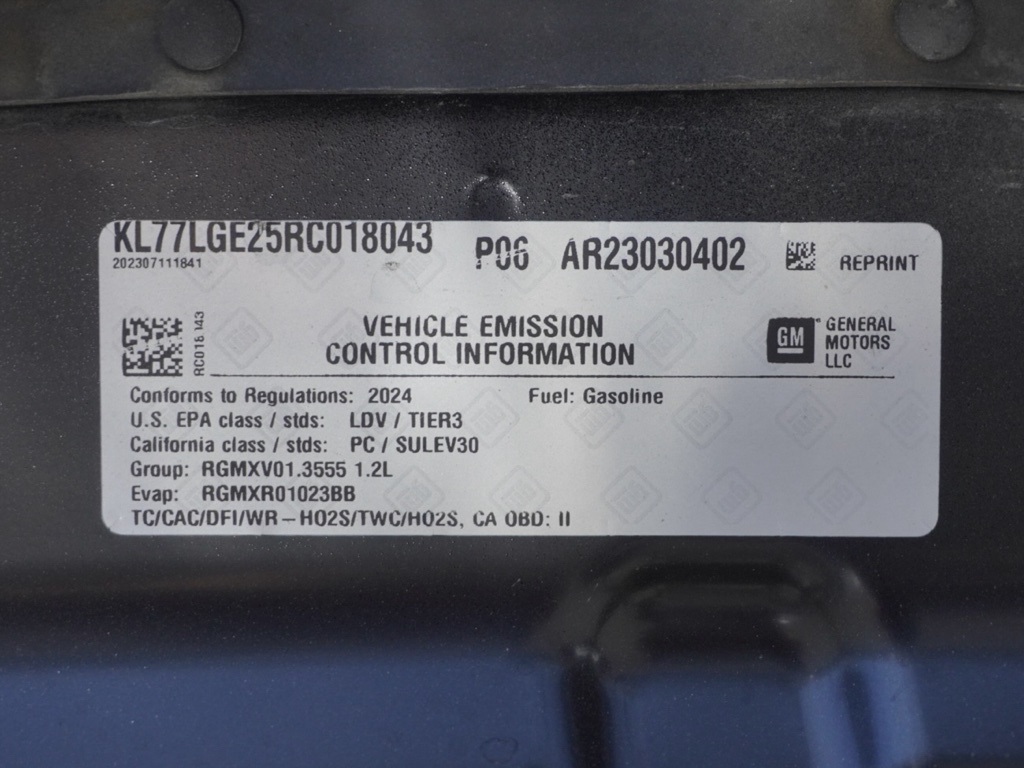 KL77LGE25RC018043 P06 AR23030402 REPRINT
202307111841
RC018043
VEHICLE EMISSION
CONTROL INFORMATION
GM GENERAL
MOTORS
LLC
Conforms to Regulations: 2024 Fuel: Gasoline
U.S. EPA class / stds: LDV / TIER3
California class / stds: PC / SULEV30
Group: RGMXV01.3555 1.2L
Evap: RGMXR01023BB
TC/CAC/DFI/WR-HO2S/TWC/HO2S, CA OBD: II